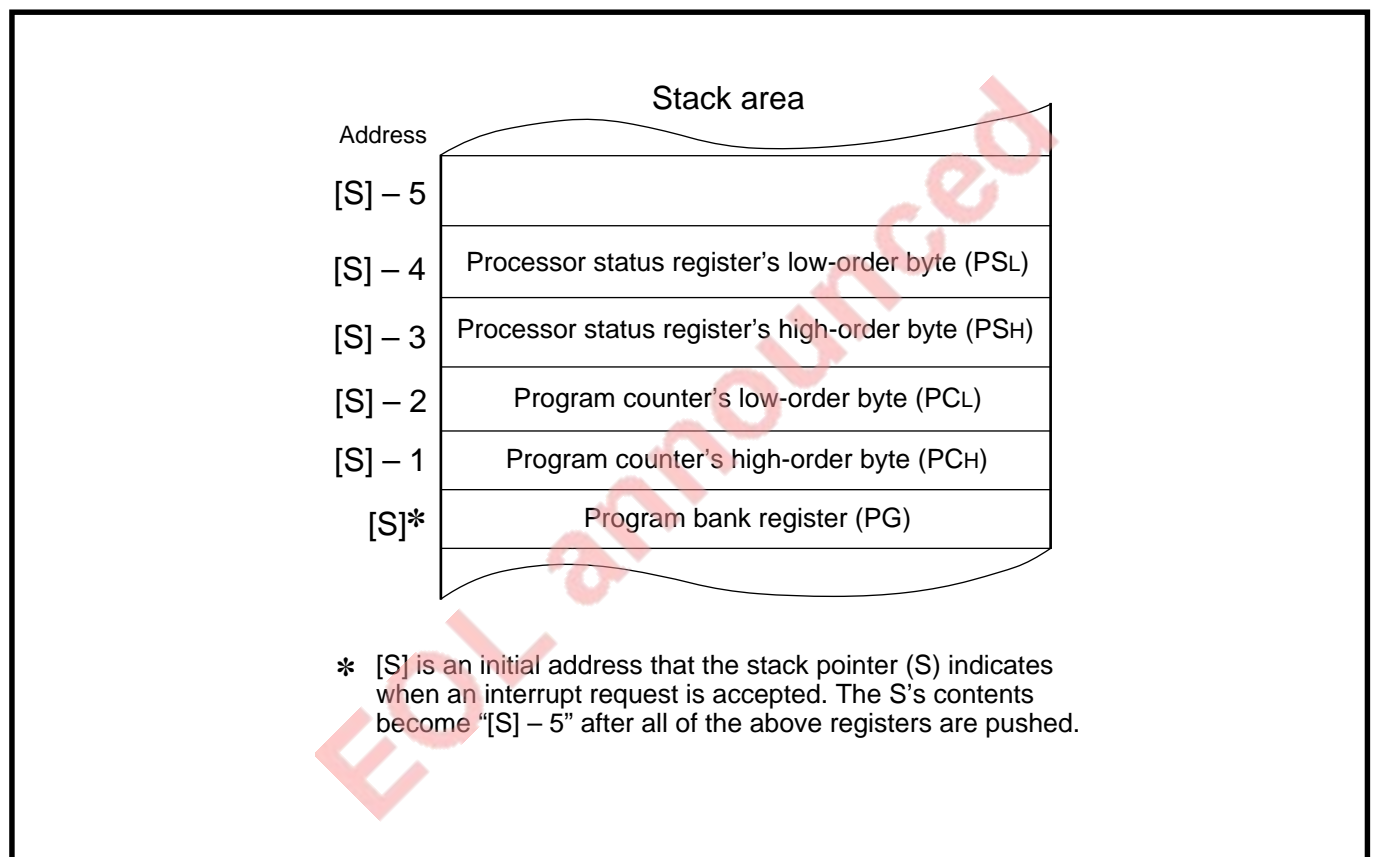 Stack area
Address
[S] – 5
[S] – 4 Processor status register’s low-order byte (PSL)
[S] – 3 Processor status register’s high-order byte (PSH)
[S] – 2 Program counter’s low-order byte (PCL)
[S] – 1 Program counter’s high-order byte (PCH)
[S]✻ Program bank register (PG)
✻ [S] is an initial address that the stack pointer (S) indicates
when an interrupt request is accepted. The S’s contents
become “[S] – 5” after all of the above registers are pushed.
EOL announced